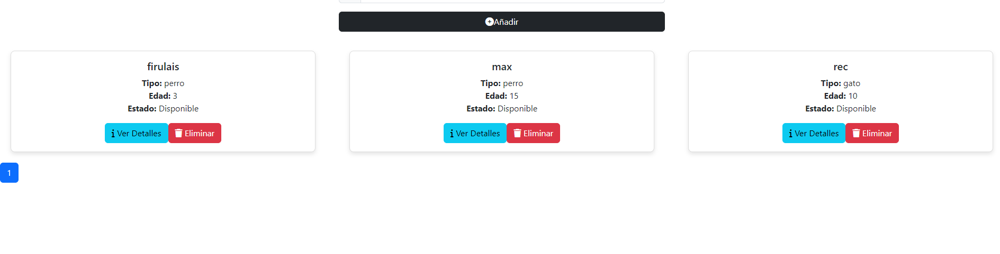 Añadir
firulais
Tipo: perro
Edad: 3
Estado: Disponible
Ver Detalles Eliminar
max
Tipo: perro
Edad: 15
Estado: Disponible
Ver Detalles Eliminar
rec
Tipo: gato
Edad: 10
Estado: Disponible
Ver Detalles Eliminar
1